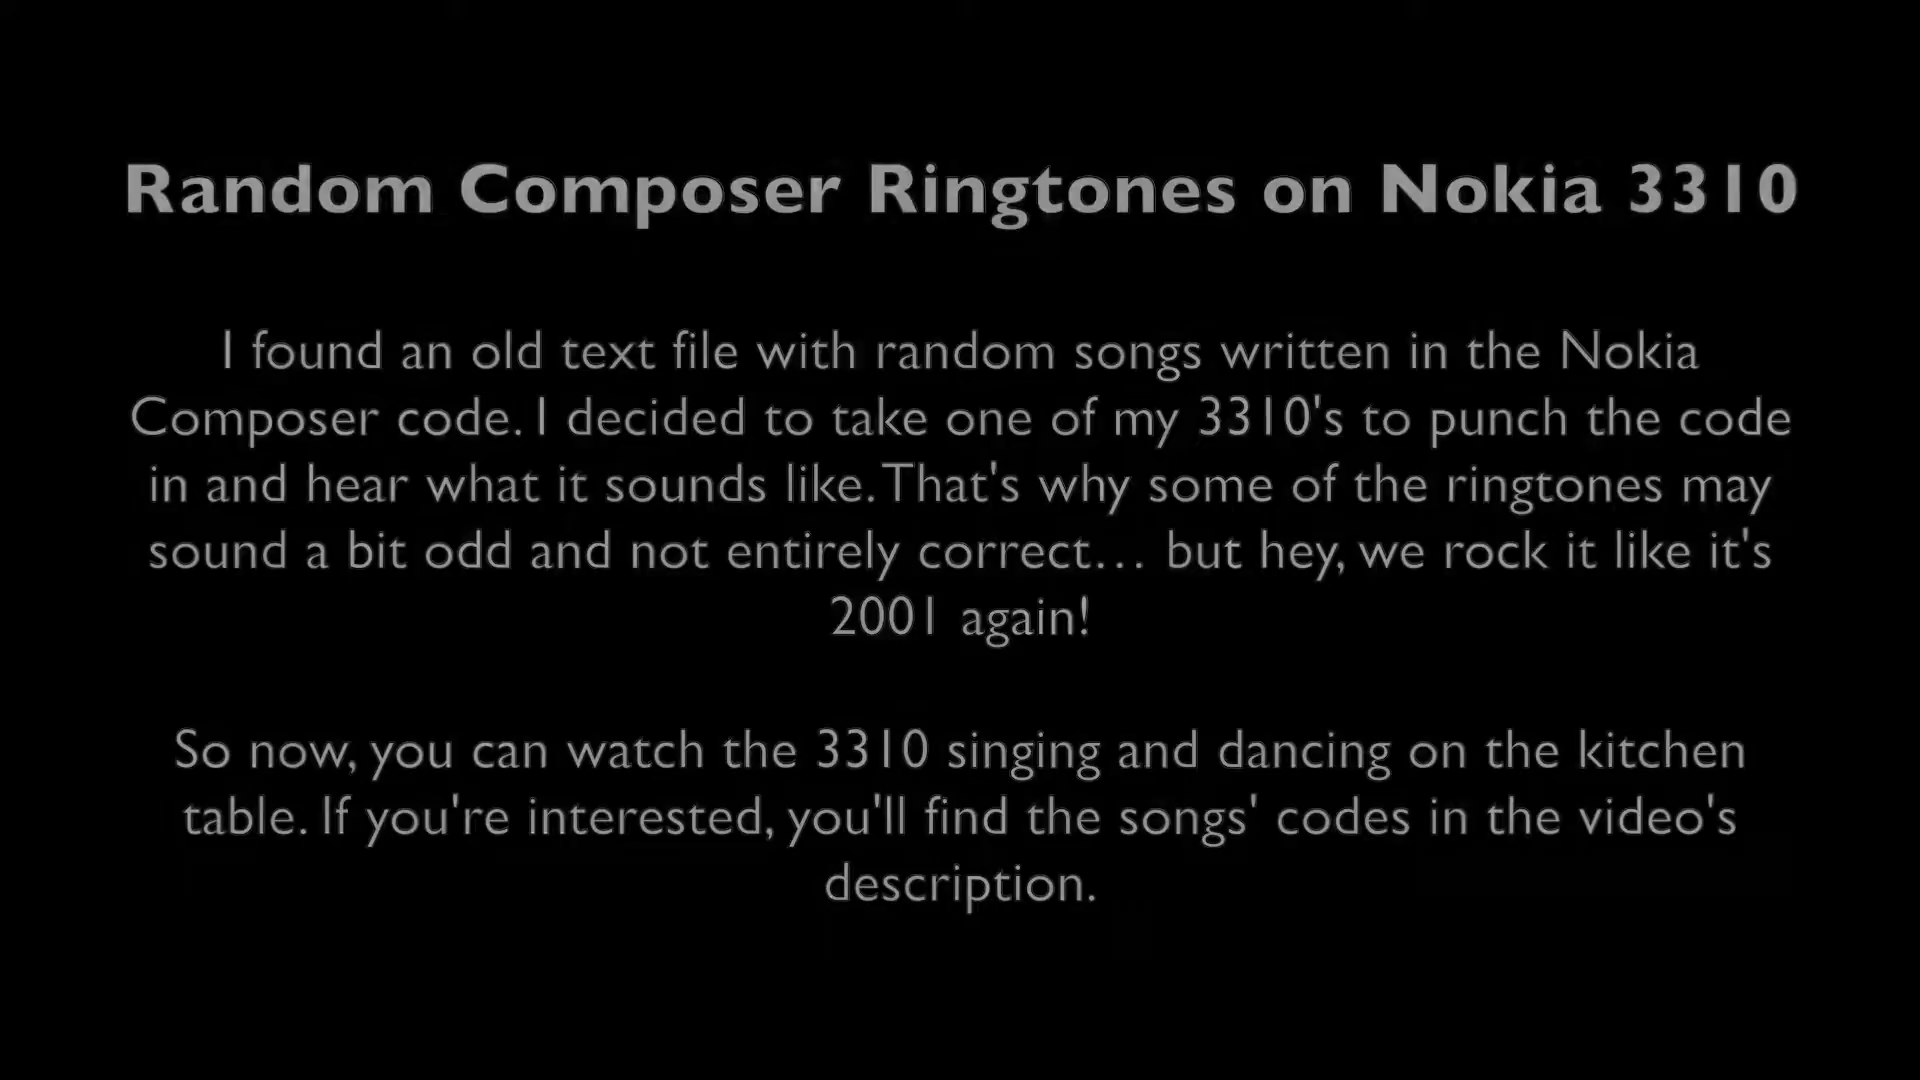 Random Composer Ringtones on Nokia 3310
I found an old text file with random songs written in the Nokia
Composer code. I decided to take one of my 3310's to punch the code
in and hear what it sounds like. That's why some of the ringtones may
sound a bit odd and not entirely correct… but hey, we rock it like it's
2001 again!
So now, you can watch the 3310 singing and dancing on the kitchen
table. If you're interested, you'll find the songs' codes in the video's
description.